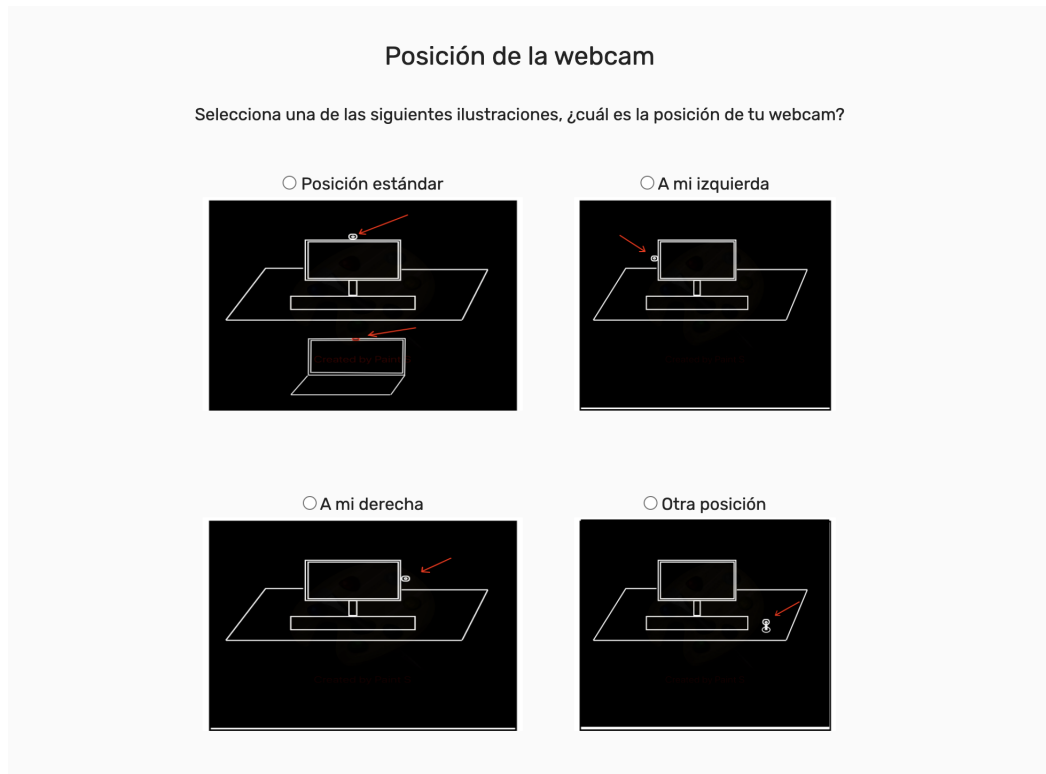 Posición de la webcam
Selecciona una de las siguientes ilustraciones, ¿cuál es la posición de tu webcam?
Posición estándar
A mi izquierda
A mi derecha
Otra posición